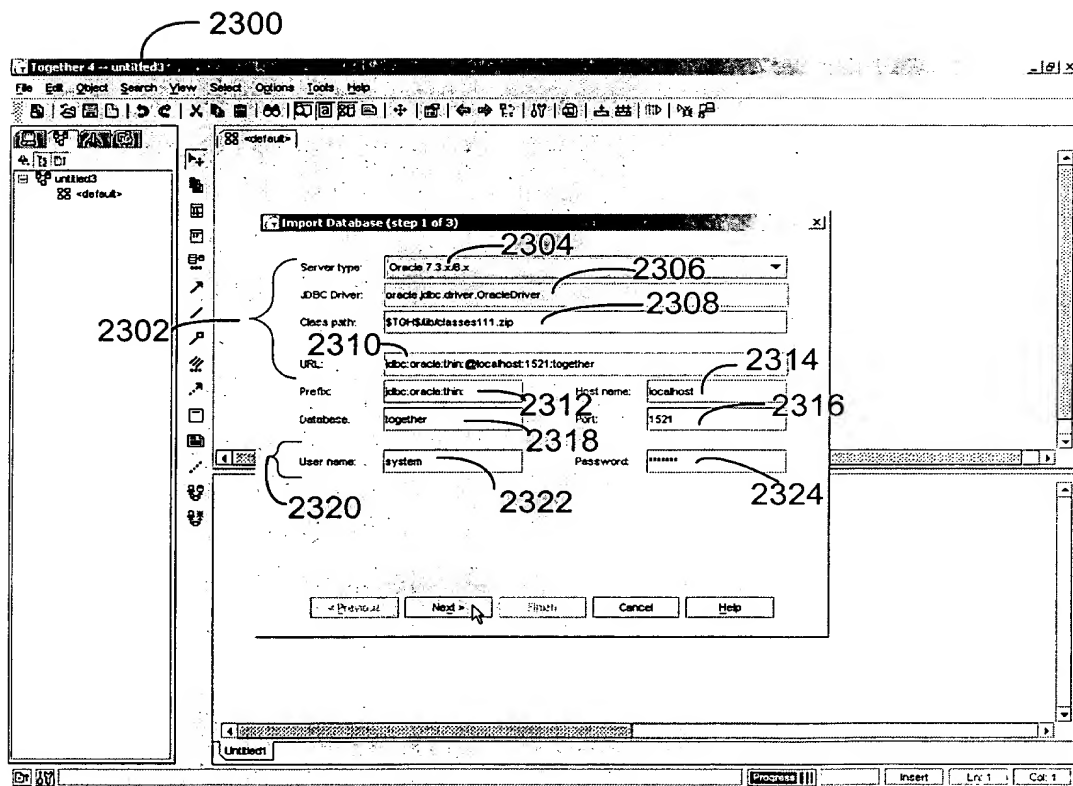 2300
Together 4 -- untitled3
File Edit Object Search View Select Options Tools Help
<default>
untitled3
<default>
Import Database (step 1 of 3)
2304
Server type: Oracle 7.3.x/8.x
2306
JDBC Driver: oracle.jdbc.driver.OracleDriver
2308
Class path: $TGH$/lib/classes111.zip
2302
2310
2314
URL: jdbc:oracle:thin:@localhost:1521:together
Prefix: jdbc:oracle:thin: Host name: localhost
2312
2316
Database: together Port: 1521
2318
User name: system Password: *******
2320
2322
2324
< Previous Next > Finish Cancel Help
Untitled1
Progress Insert Ln: 1 Col: 1